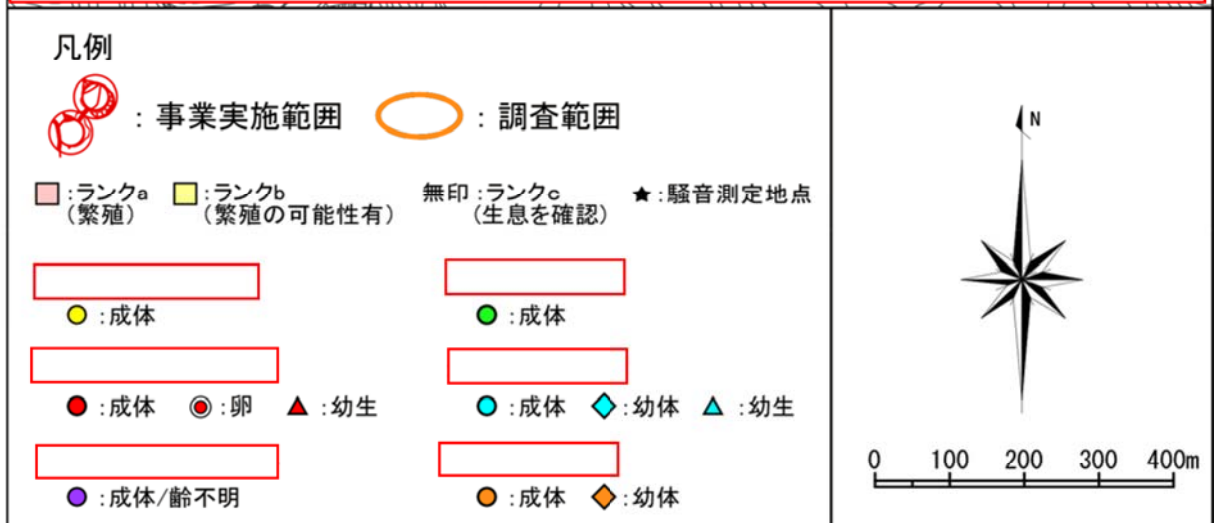 凡例
：事業実施範囲　：調査範囲
：ランクa　：ランクb　無印：ランクc　★：騒音測定地点
（繁殖）　（繁殖の可能性有）　（生息を確認）
：成体　：成体
：成体　：卵　：幼生　：成体　：幼体　：幼生
：成体/齢不明　：成体　：幼体
N
0　100　200　300　400m